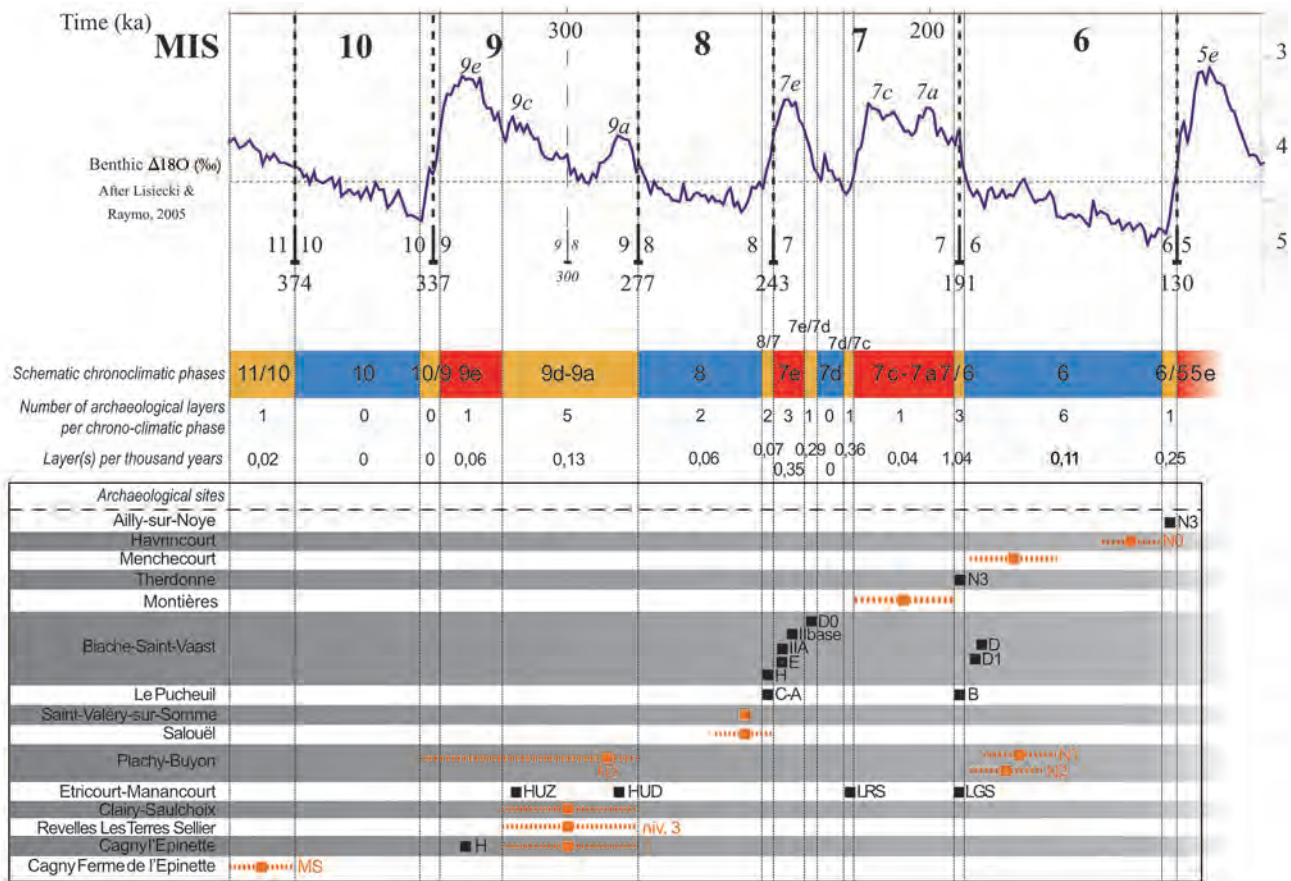 Time (ka)
MIS 10 9 300 8 7 200 6
9e 9c 9a 7e 7c 7a 5e
3
4
5
Benthic Δ18O (‰)
After Lisiecki &
Raymo, 2005
11 10 10 9 9 8 9 8 8 7 7 6 6 5
374 337 300 277 243 191 130
7e/7d
8/7 7d/7c
Schematic chronoclimatic phases 11/10 10 10/9 9e 9d-9a 8 7e 7d 7c-7a 7/6 6 6/5 5e
Number of archaeological layers
per chrono-climatic phase
1 0 0 1 5 2 2 3 1 0 1 1 3 6 1
Layer(s) per thousand years 0,02 0 0 0,06 0,13 0,06 0,07 0,35 0,29 0 0,36 0,04 1,04 0,11 0,25
Archaeological sites
Ailly-sur-Noye N3
Havrincourt N0
Menchecourt
Therdonne N3
Montières
Biache-Saint-Vaast D0
IIbase
IIA D
E D1
H
Le Pucheuil C-A B
Saint-Valéry-sur-Somme
Salouël
Plachy-Buyon N1
N2
Etricourt-Manancourt HUZ HUD LRS LGS
Clairy-Saulchoix
Revelles Les Terres Sellier niv. 3
Cagny l'Epinette H I
Cagny Ferme de l'Epinette MS